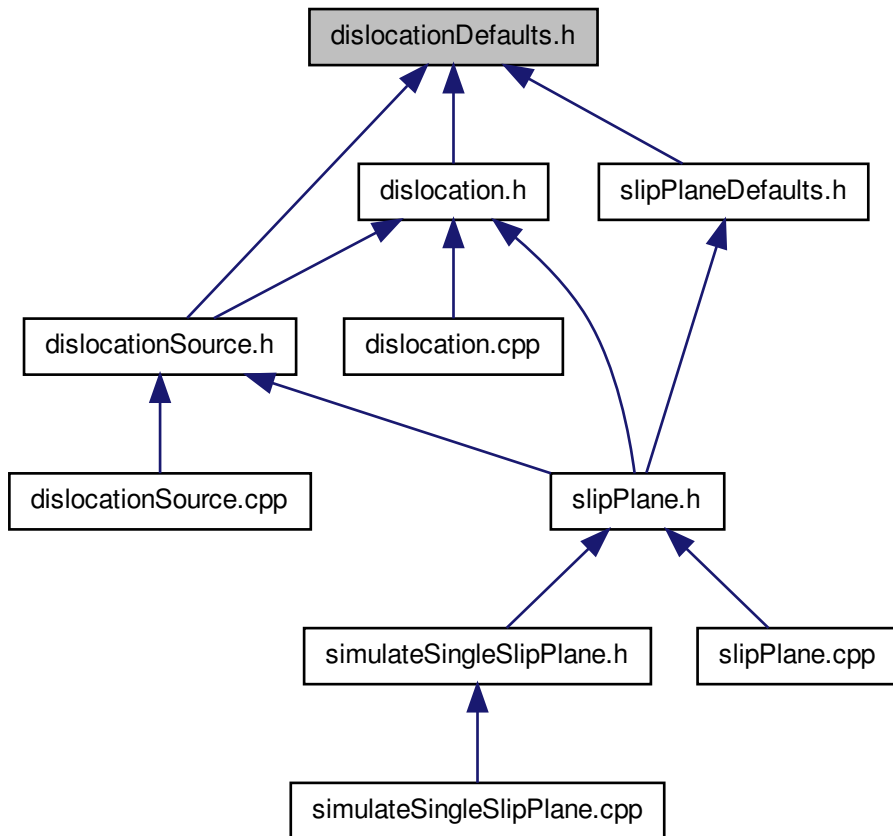 dislocationDefaults.h
dislocation.h
slipPlaneDefaults.h
dislocationSource.h
dislocation.cpp
dislocationSource.cpp
slipPlane.h
simulateSingleSlipPlane.h
slipPlane.cpp
simulateSingleSlipPlane.cpp